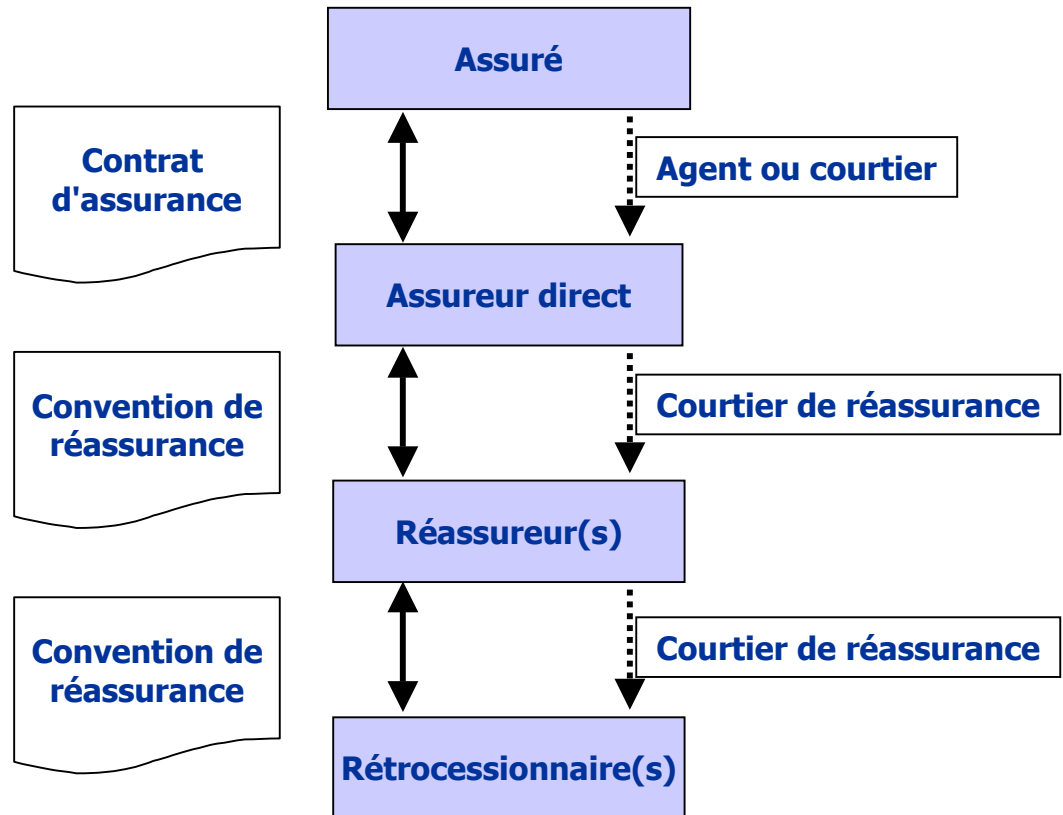 Assuré
Contrat
d'assurance
Agent ou courtier
Assureur direct
Convention de
réassurance
Courtier de réassurance
Réassureur(s)
Convention de
réassurance
Courtier de réassurance
Rétrocessionnaire(s)